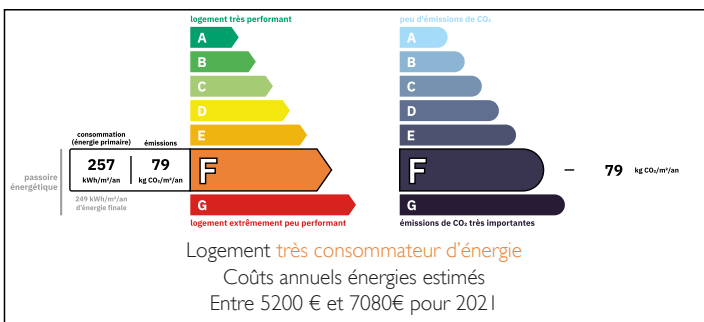 logement très performant
A
B
C
D
E
consommation
(énergie primaire)
émissions
passoire
énergétique
257
kWh/m²/an
79
kg CO₂/m²/an
F
249 kWh/m²/an
d'énergie finale
G
logement extrêmement peu performant
peu d'émissions de CO₂
A
B
C
D
E
F
79 kg CO₂/m²/an
G
émissions de CO₂ très importantes
Logement très consommateur d'énergie
Coûts annuels énergies estimés
Entre 5200 € et 7080€ pour 2021